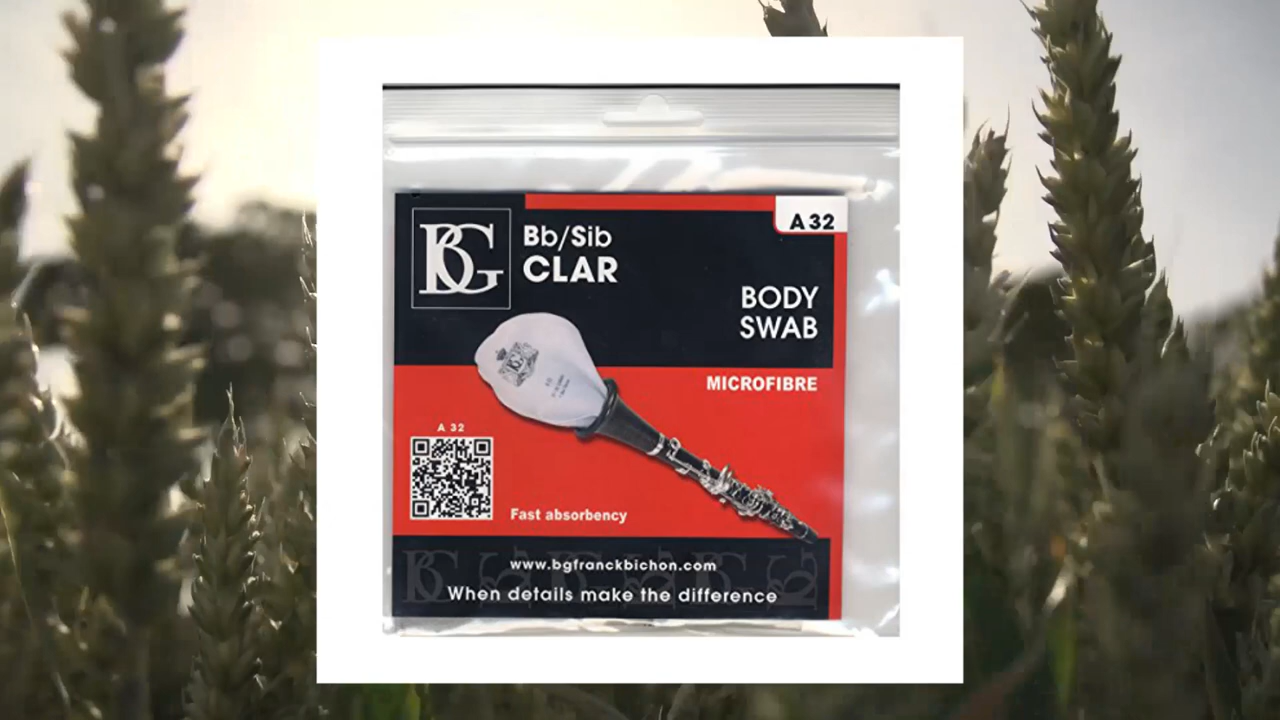 BG
Bb/Sib
CLAR
A 32
BODY
SWAB
MICROFIBRE
A 32
Fast absorbency
www.bgfranckbichon.com
When details make the difference